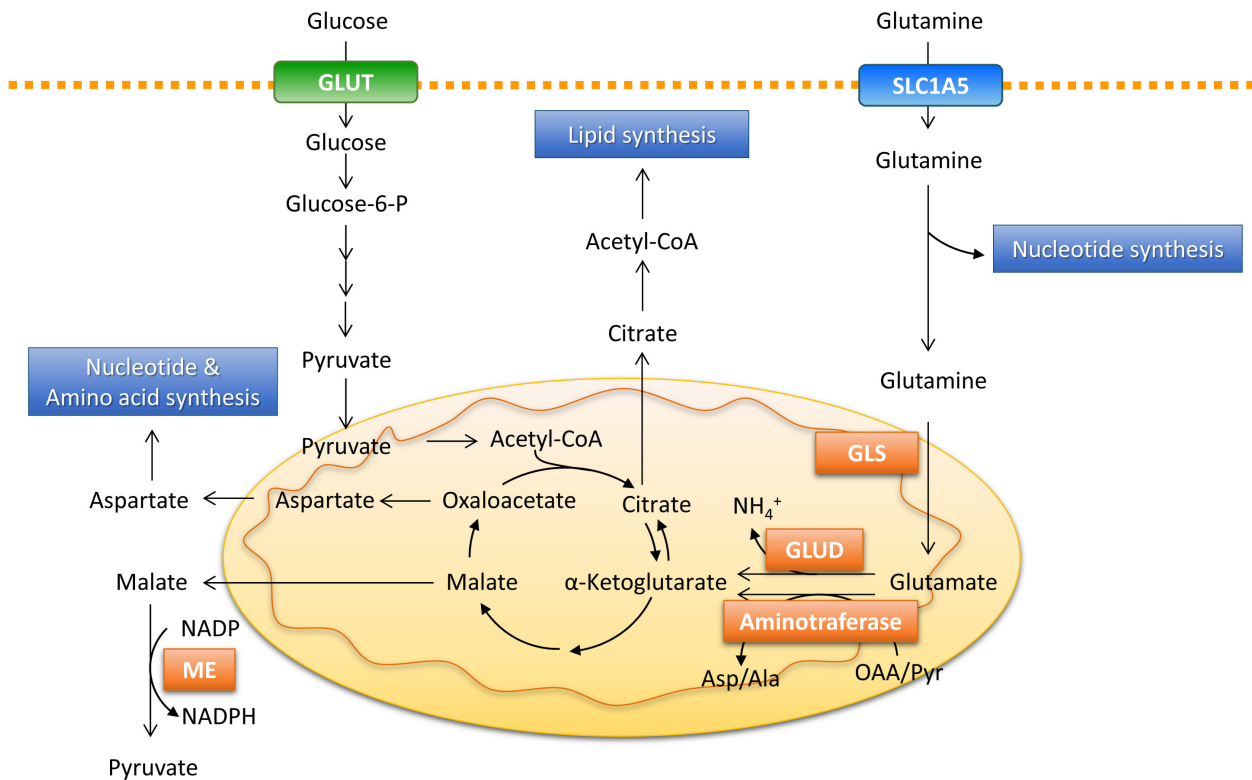 Glucose
Glutamine
GLUT
SLC1A5
Glucose
Lipid synthesis
Glutamine
Glucose-6-P
Acetyl-CoA
Nucleotide synthesis
Citrate
Pyruvate
Nucleotide &
Amino acid synthesis
Glutamine
Pyruvate
Acetyl-CoA
GLS
Aspartate
Aspartate
Oxaloacetate
Citrate
NH₄⁺
GLUD
Malate
Malate
α-Ketoglutarate
Glutamate
Aminotraferase
NADP
ME
Asp/Ala
OAA/Pyr
NADPH
Pyruvate